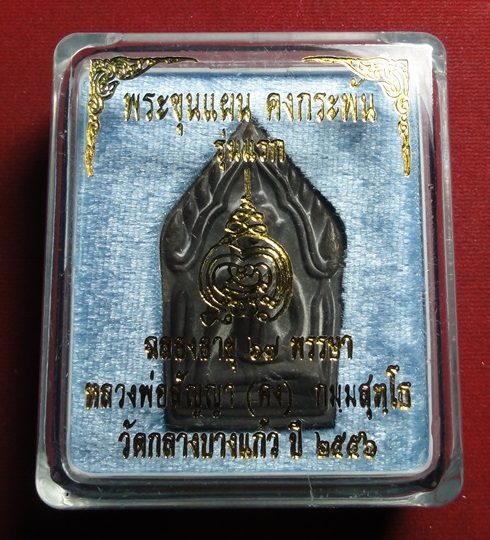 พระขุนแผน คงกระพัน
รุ่นแรก
ฉลองอายุ ๖๗ พรรษา
หลวงพ่อสัญญา (คง) กมฺมสุตฺโธ
วัดกลางบางแก้ว ปี ๒๕๕๖